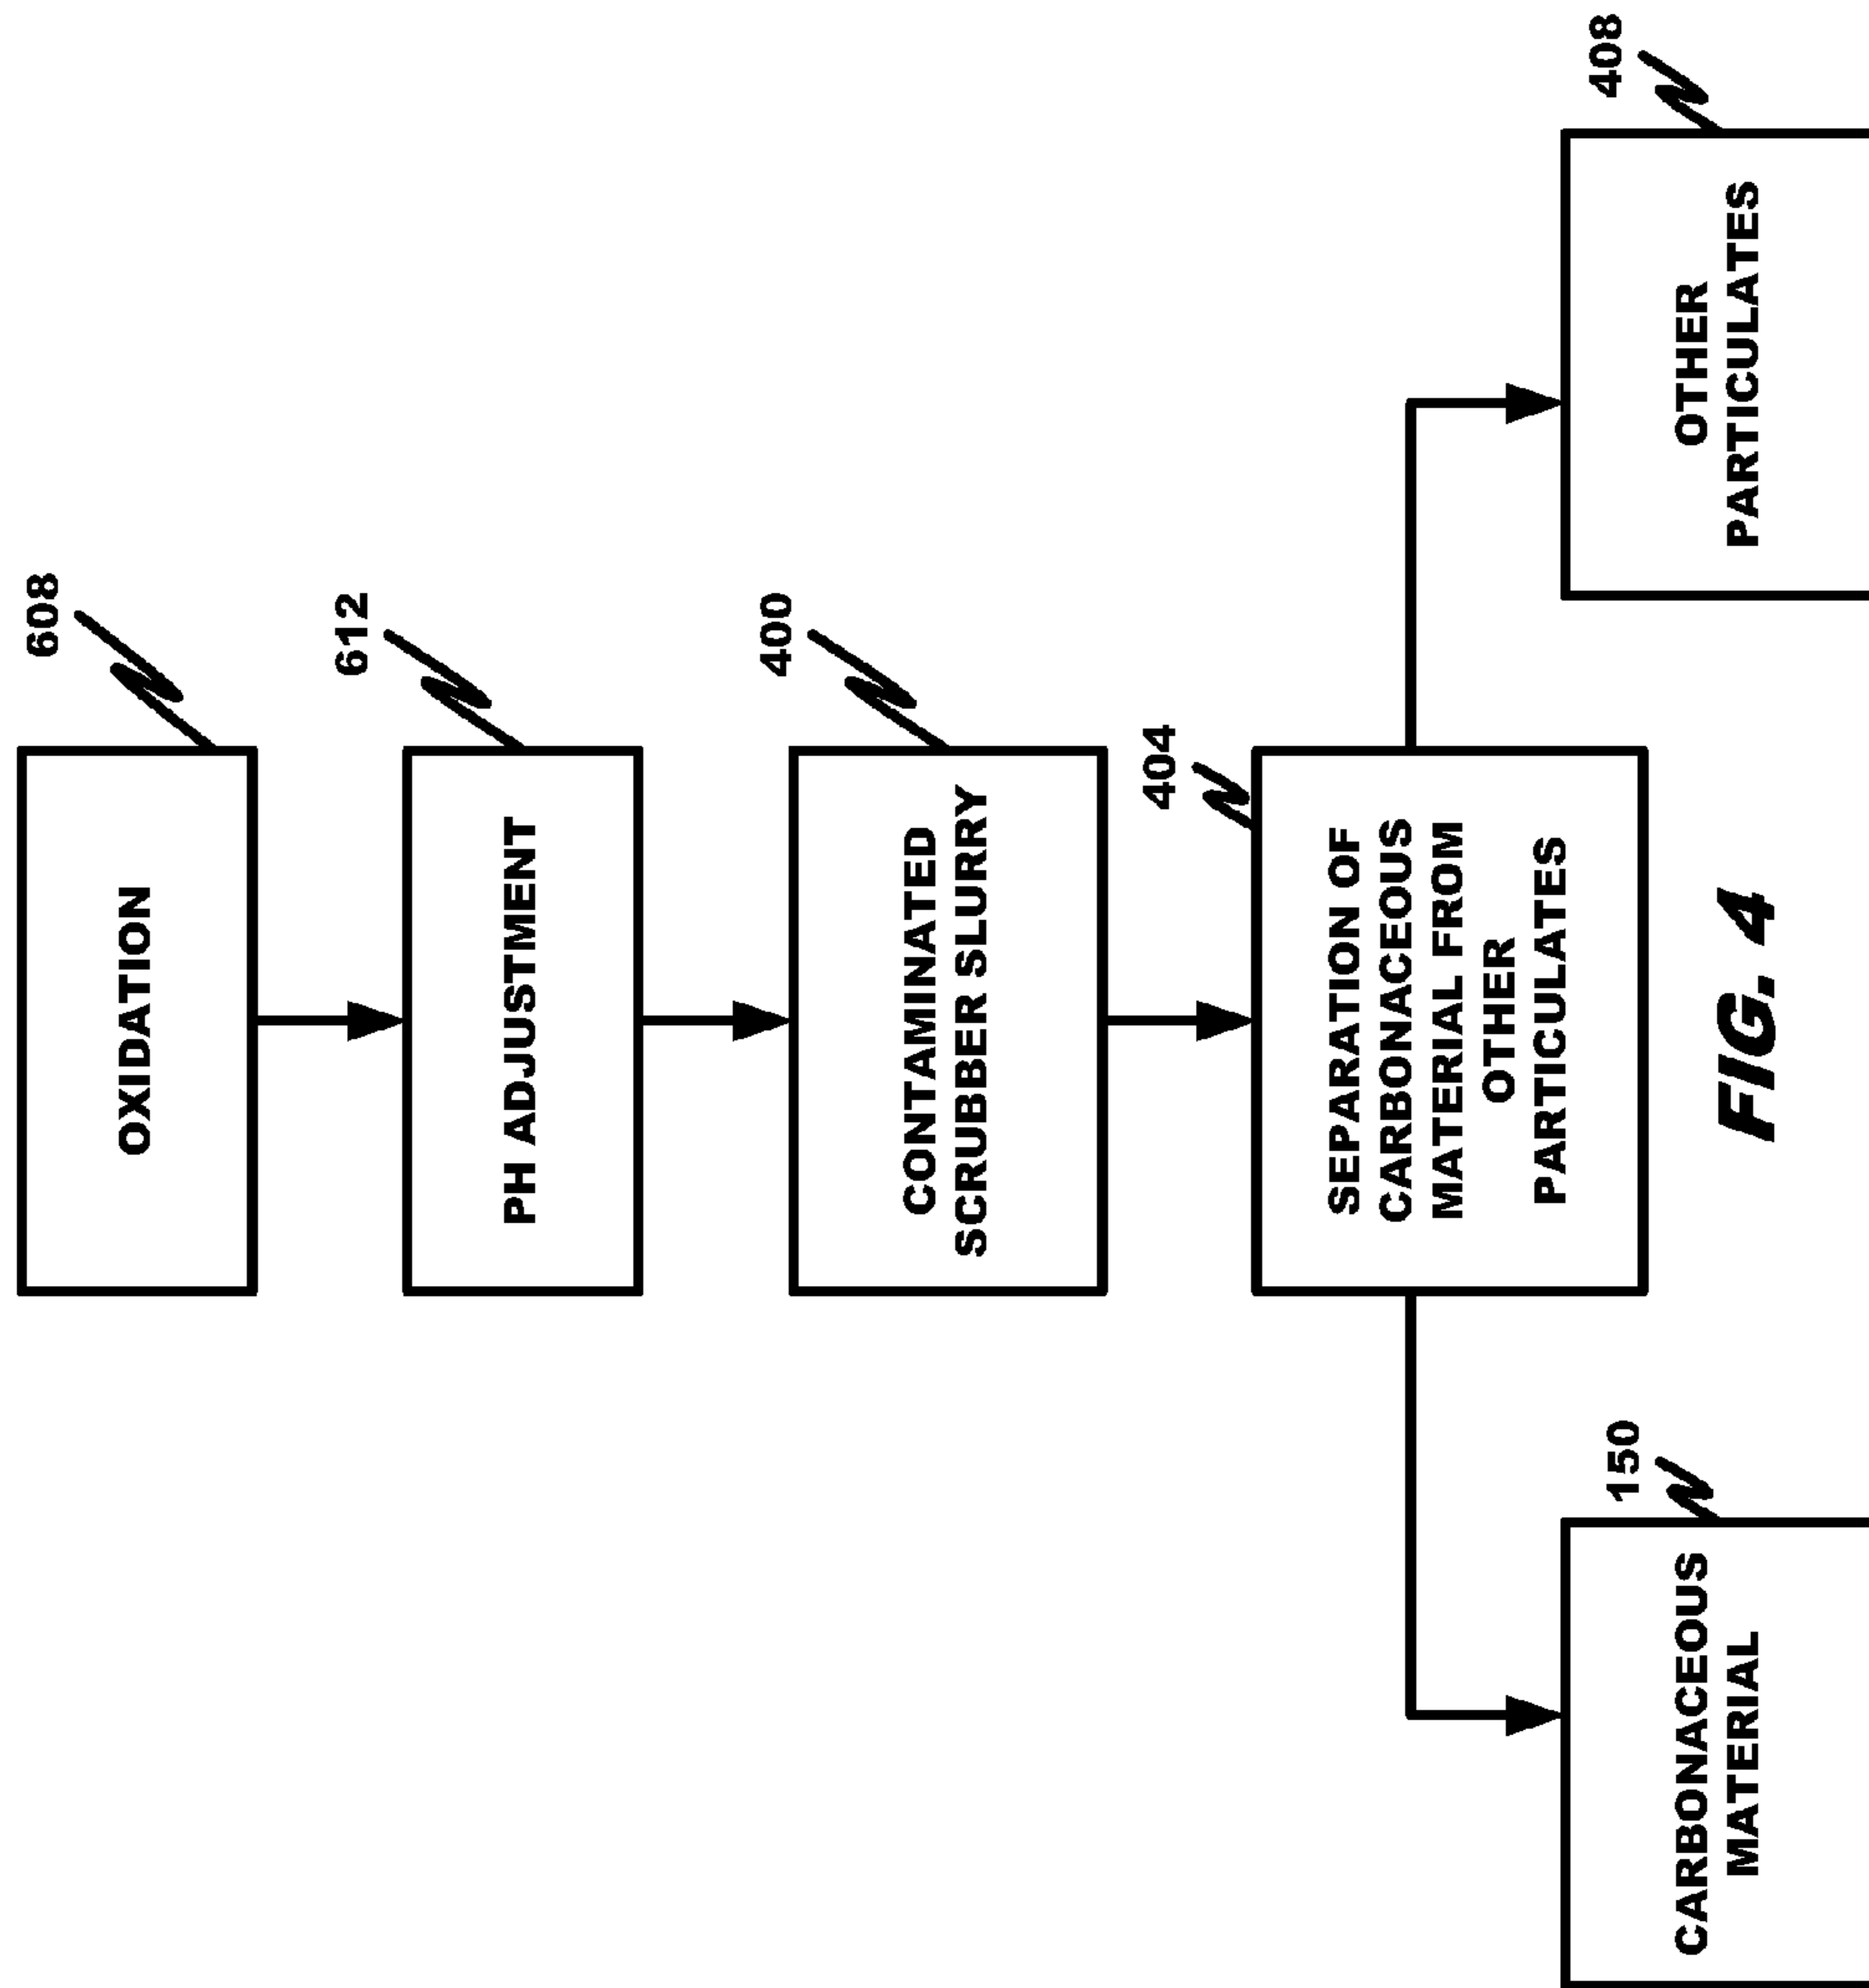 608
OXIDATION
612
PH ADJUSTMENT
400
CONTAMINATED
SCRUBBER SLURRY
404
SEPARATION OF
CARBONACEOUS
MATERIAL FROM
OTHER
PARTICULATES
150
CARBONACEOUS
MATERIAL
408
OTHER
PARTICULATES
FIG. 4